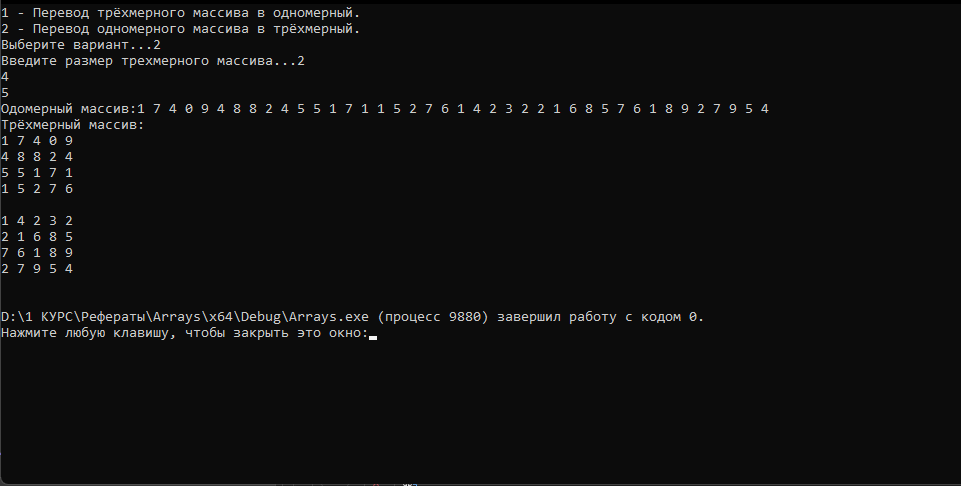 1 - Перевод трёхмерного массива в одномерный.
2 - Перевод одномерного массива в трёхмерный.
Выберите вариант...2
Введите размер трехмерного массива...2
4
5
Одомерный массив:1 7 4 0 9 4 8 8 2 4 5 5 1 7 1 1 5 2 7 6 1 4 2 3 2 2 1 6 8 5 7 6 1 8 9 2 7 9 5 4
Трёхмерный массив:
1 7 4 0 9
4 8 8 2 4
5 5 1 7 1
1 5 2 7 6
1 4 2 3 2
2 1 6 8 5
7 6 1 8 9
2 7 9 5 4
D:\1 КУРС\Рефераты\Arrays\x64\Debug\Arrays.exe (процесс 9880) завершил работу с кодом 0.
Нажмите любую клавишу, чтобы закрыть это окно: